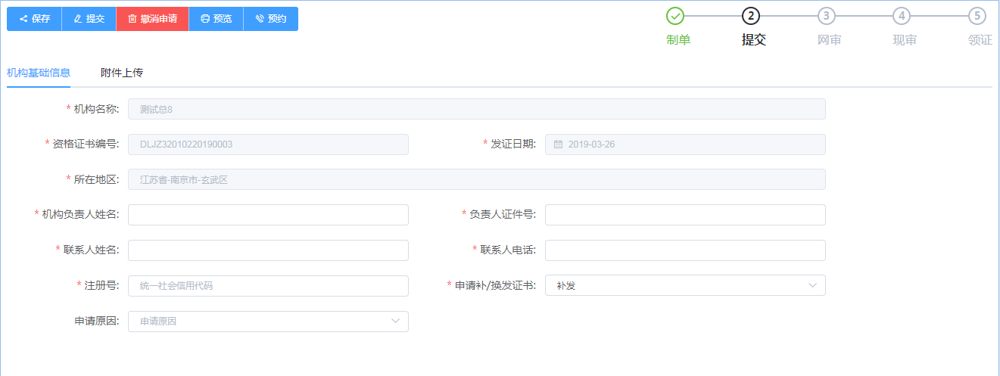 保存 提交 撤消申请 预览 预约
2 3 4 5
制单 提交 网审 现审 领证
机构基础信息 附件上传
* 机构名称: 测试总8
* 资格证书编号: DLJZ32010220190003 * 发证日期: 2019-03-26
* 所在地区: 江苏省-南京市-玄武区
* 机构负责人姓名: * 负责人证件号:
* 联系人姓名: * 联系人电话:
* 注册号: 统一社会信用代码 * 申请补/换发证书: 补发
申请原因: 申请原因